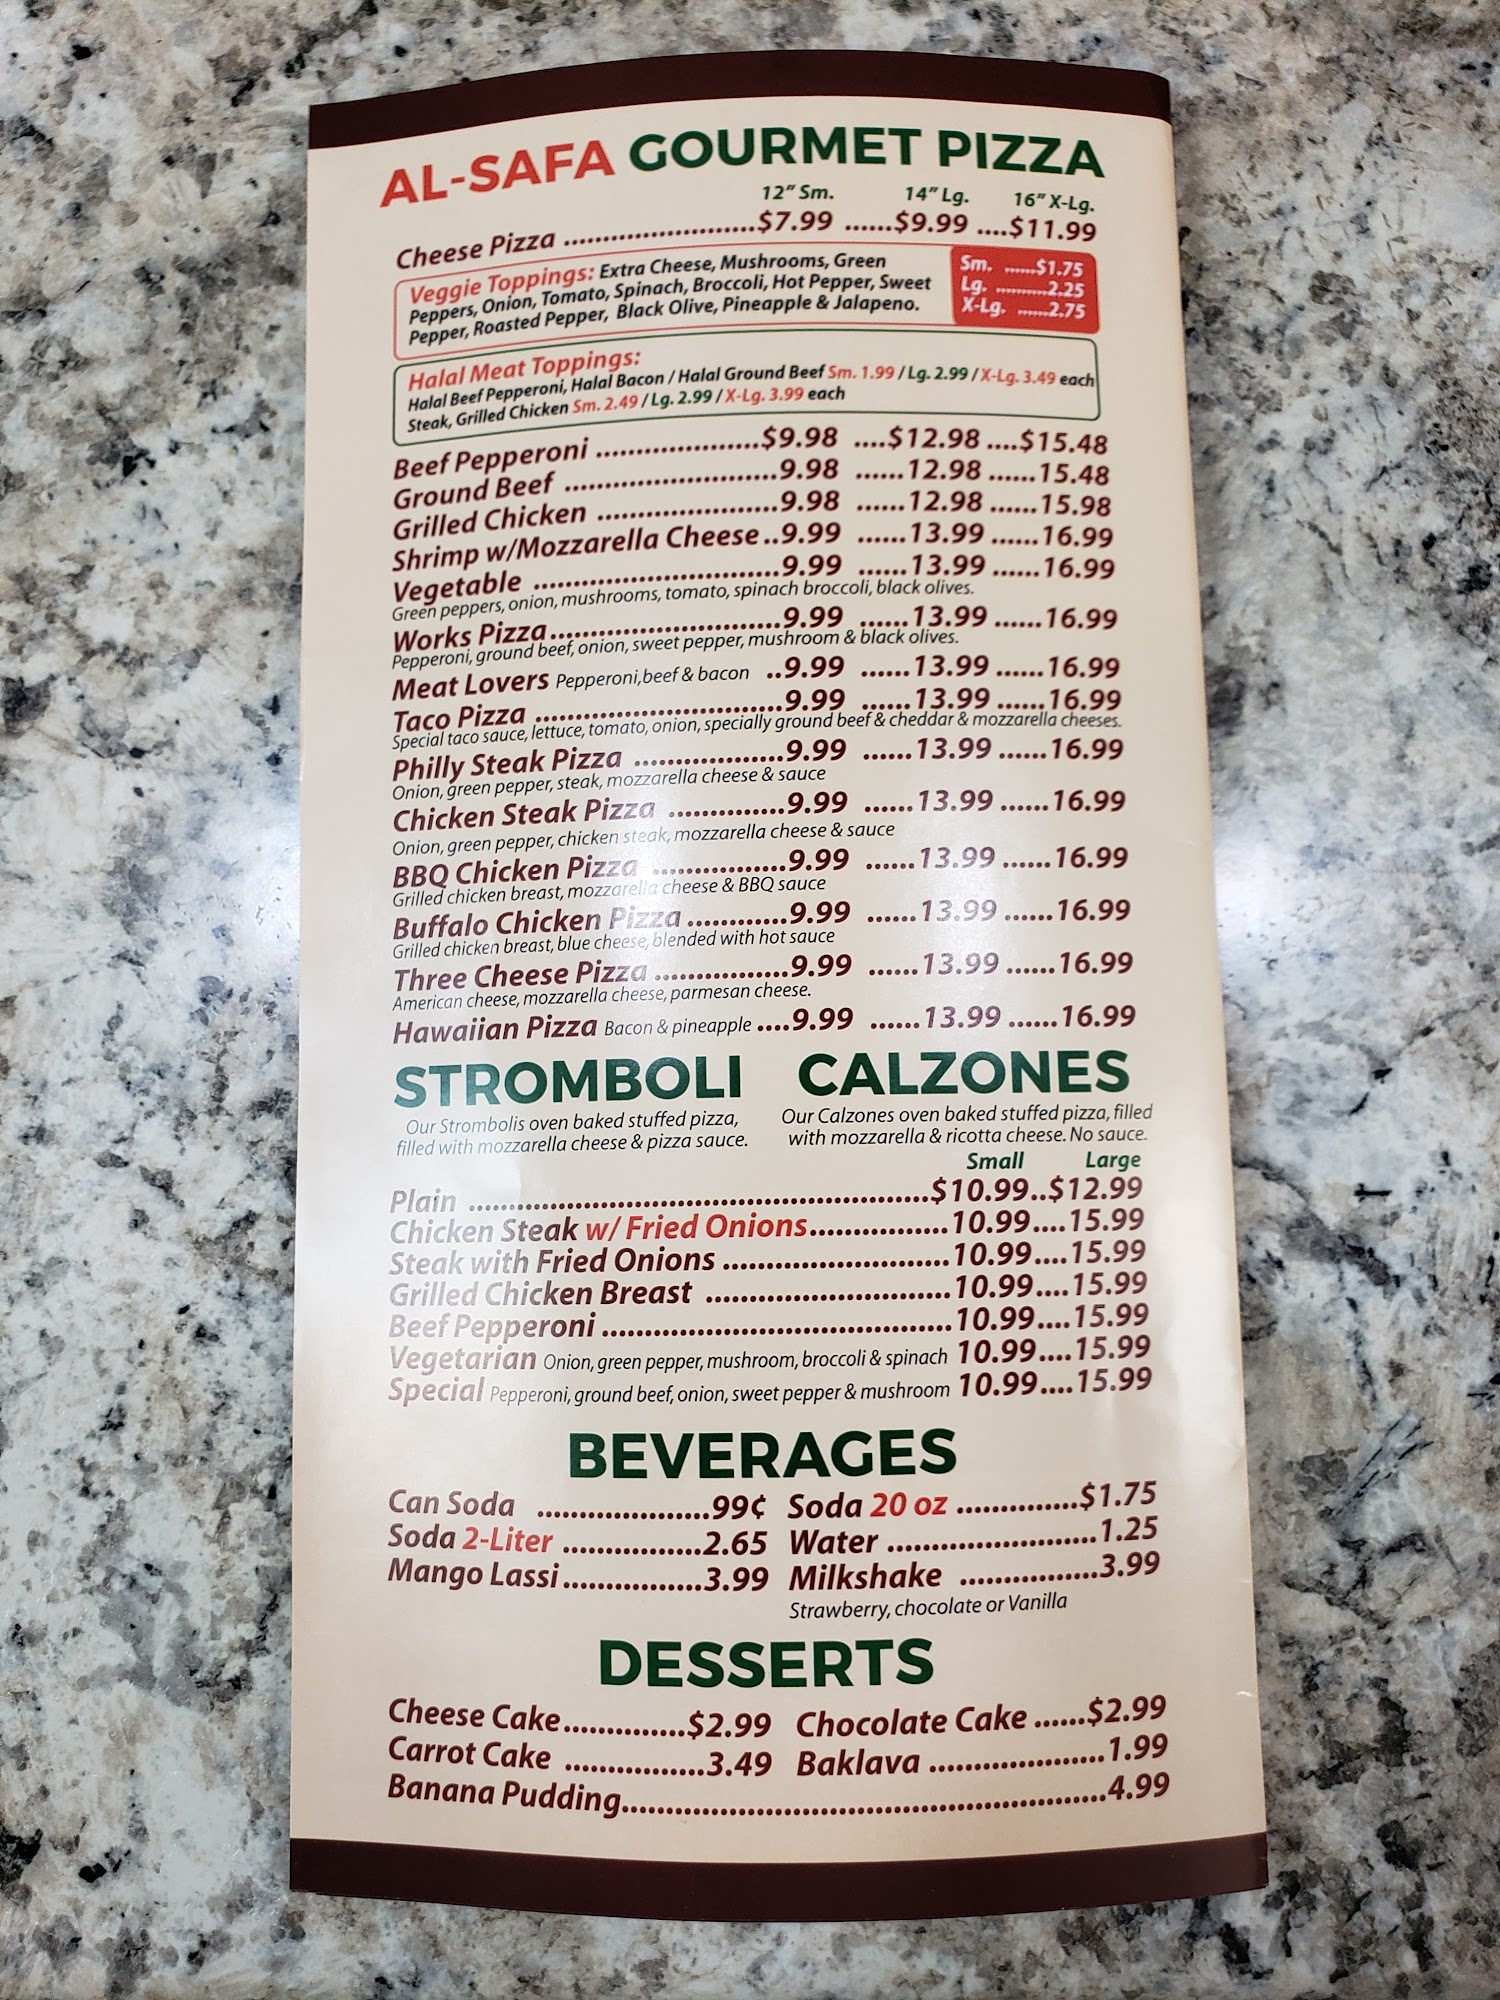 AL-SAFA GOURMET PIZZA
12" Sm. 14" Lg. 16" X-Lg.
Cheese Pizza ........................$7.99 ......$9.99 ....$11.99
Veggie Toppings: Extra Cheese, Mushrooms, Green
Peppers, Onion, Tomato, Spinach, Broccoli, Hot Pepper, Sweet
Pepper, Roasted Pepper, Black Olive, Pineapple & Jalapeno.
Sm. ......$1.75
Lg. ..........2.25
X-Lg. ......2.75
Halal Meat Toppings:
Halal Beef Pepperoni, Halal Bacon / Halal Ground Beef Sm. 1.99 / Lg. 2.99 / X-Lg. 3.49 each
Steak, Grilled Chicken Sm. 2.49 / Lg. 2.99 / X-Lg. 3.99 each
Beef Pepperoni ....................$9.98 ....$12.98 ....$15.48
Ground Beef ..........................9.98 ......12.98 ......15.48
Grilled Chicken ......................9.98 ......12.98 ......15.98
Shrimp w/Mozzarella Cheese..9.99 ......13.99 ......16.99
Vegetable ..............................9.99 ......13.99 ......16.99
Green peppers, onion, mushrooms, tomato, spinach broccoli, black olives.
Works Pizza............................9.99 ......13.99 ......16.99
Pepperoni, ground beef, onion, sweet pepper, mushroom & black olives.
Meat Lovers Pepperoni, beef & bacon ..9.99 ......13.99 ......16.99
Taco Pizza ..............................9.99 ......13.99 ......16.99
Special taco sauce, lettuce, tomato, onion, specially ground beef & cheddar & mozzarella cheeses.
Philly Steak Pizza ..................9.99 ......13.99 ......16.99
Onion, green pepper, steak, mozzarella cheese & sauce
Chicken Steak Pizza ..............9.99 ......13.99 ......16.99
Onion, green pepper, chicken steak, mozzarella cheese & sauce
BBQ Chicken Pizza ................9.99 ......13.99 ......16.99
Grilled chicken breast, mozzarella cheese & BBQ sauce
Buffalo Chicken Pizza ............9.99 ......13.99 ......16.99
Grilled chicken breast, blue cheese, blended with hot sauce
Three Cheese Pizza ................9.99 ......13.99 ......16.99
American cheese, mozzarella cheese, parmesan cheese.
Hawaiian Pizza Bacon & pineapple ....9.99 ......13.99 ......16.99
STROMBOLI CALZONES
Our Strombolis oven baked stuffed pizza,
filled with mozzarella cheese & pizza sauce.
Our Calzones oven baked stuffed pizza, filled
with mozzarella & ricotta cheese. No sauce.
Small Large
Plain ......................................................$10.99..$12.99
Chicken Steak w/ Fried Onions.................10.99....15.99
Steak with Fried Onions ............................10.99....15.99
Grilled Chicken Breast ..............................10.99....15.99
Beef Pepperoni ..........................................10.99....15.99
Vegetarian Onion, green pepper, mushroom, broccoli & spinach 10.99....15.99
Special Pepperoni, ground beef, onion, sweet pepper & mushroom 10.99....15.99
BEVERAGES
Can Soda .....................99¢ Soda 20 oz ...............$1.75
Soda 2-Liter .................2.65 Water .........................1.25
Mango Lassi.................3.99 Milkshake .................3.99
Strawberry, chocolate or Vanilla
DESSERTS
Cheese Cake...............$2.99 Chocolate Cake ......$2.99
Carrot Cake .................3.49 Baklava .....................1.99
Banana Pudding...........................................................4.99